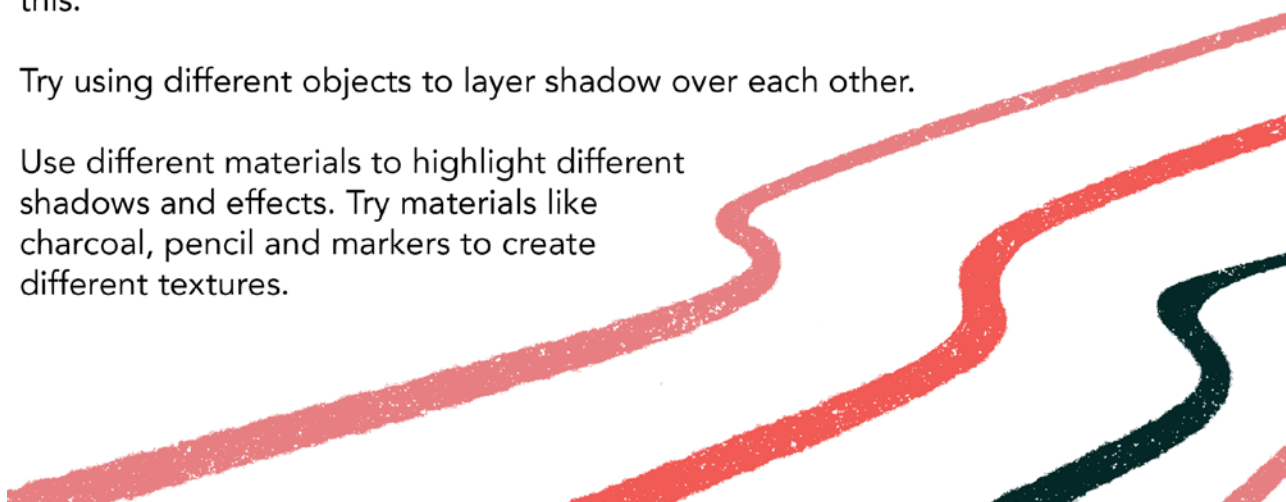 this.
Try using different objects to layer shadow over each other.
Use different materials to highlight different
shadows and effects. Try materials like
charcoal, pencil and markers to create
different textures.